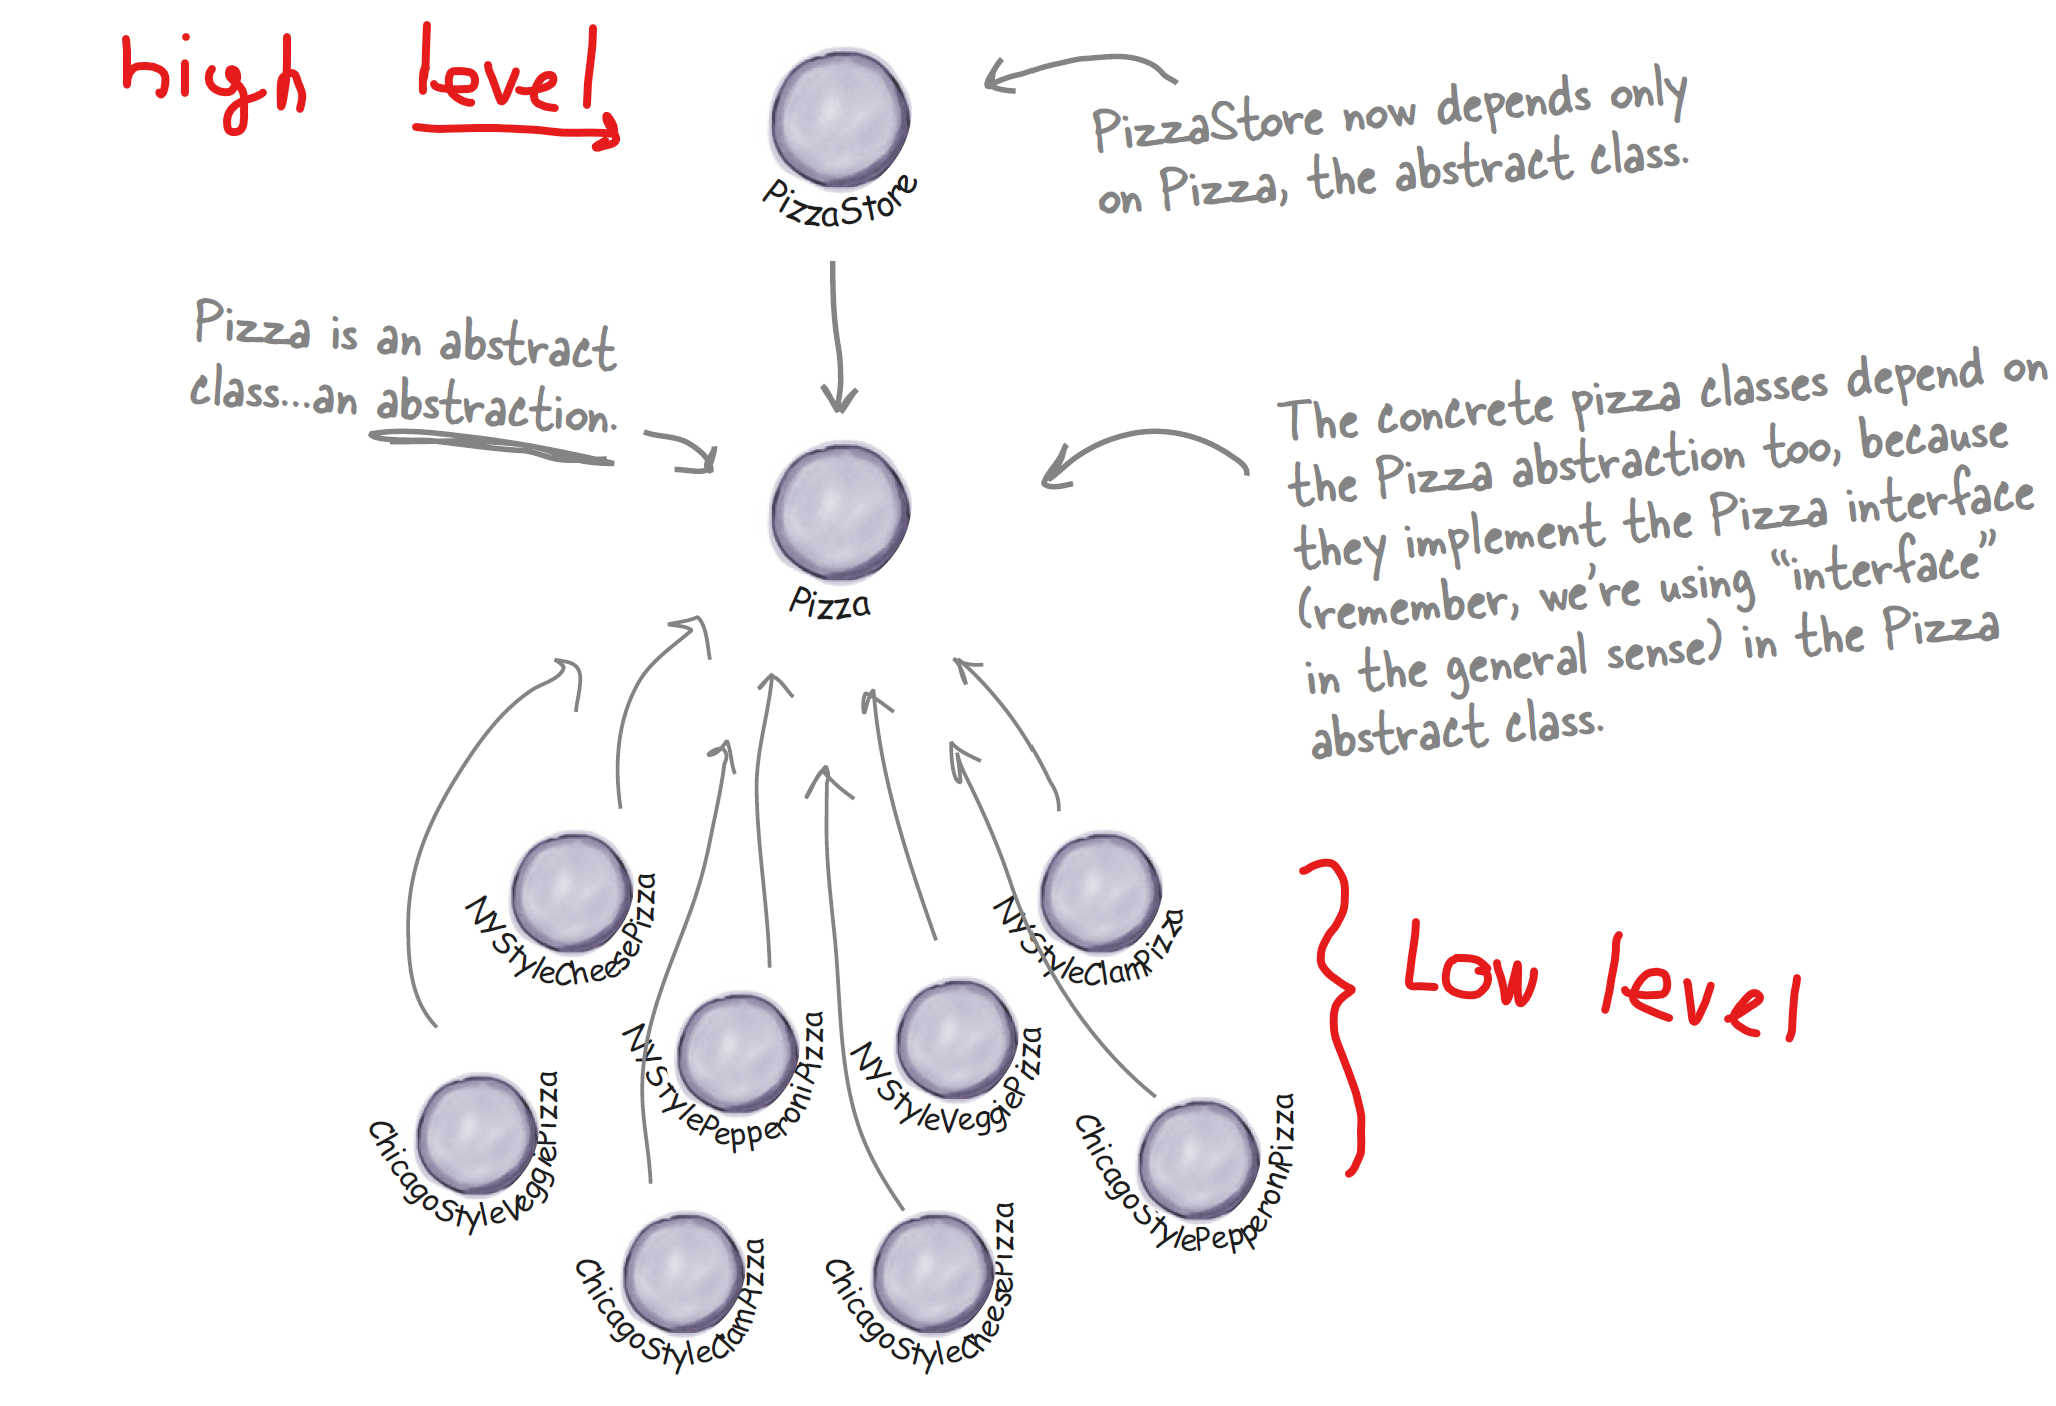 high level
PizzaStore
PizzaStore now depends only
on Pizza, the abstract class.
Pizza is an abstract
class...an abstraction.
Pizza
The concrete pizza classes depend on
the Pizza abstraction too, because
they implement the Pizza interface
(remember, we're using “interface”
in the general sense) in the Pizza
abstract class.
NyStyleCheesePizza
NyStyleClamPizza
Low level
NyStylePepperoniPizza
NyStyleVeggiePizza
ChicagoStyleVeggiePizza
ChicagoStylePepperoniPizza
ChicagoStyleClamPizza
ChicagoStyleCheesePizza